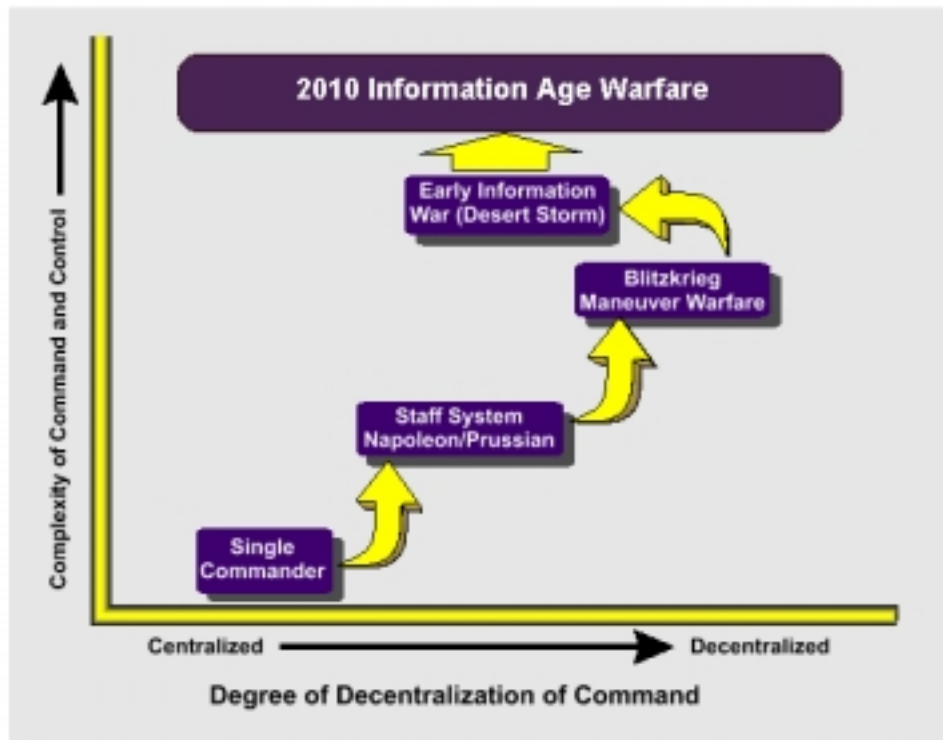 2010 Information Age Warfare
Early Information
War (Desert Storm)
Blitzkrieg
Maneuver Warfare
Staff System
Napoleon/Prussian
Single
Commander
Complexity of Command and Control
Centralized
Decentralized
Degree of Decentralization of Command